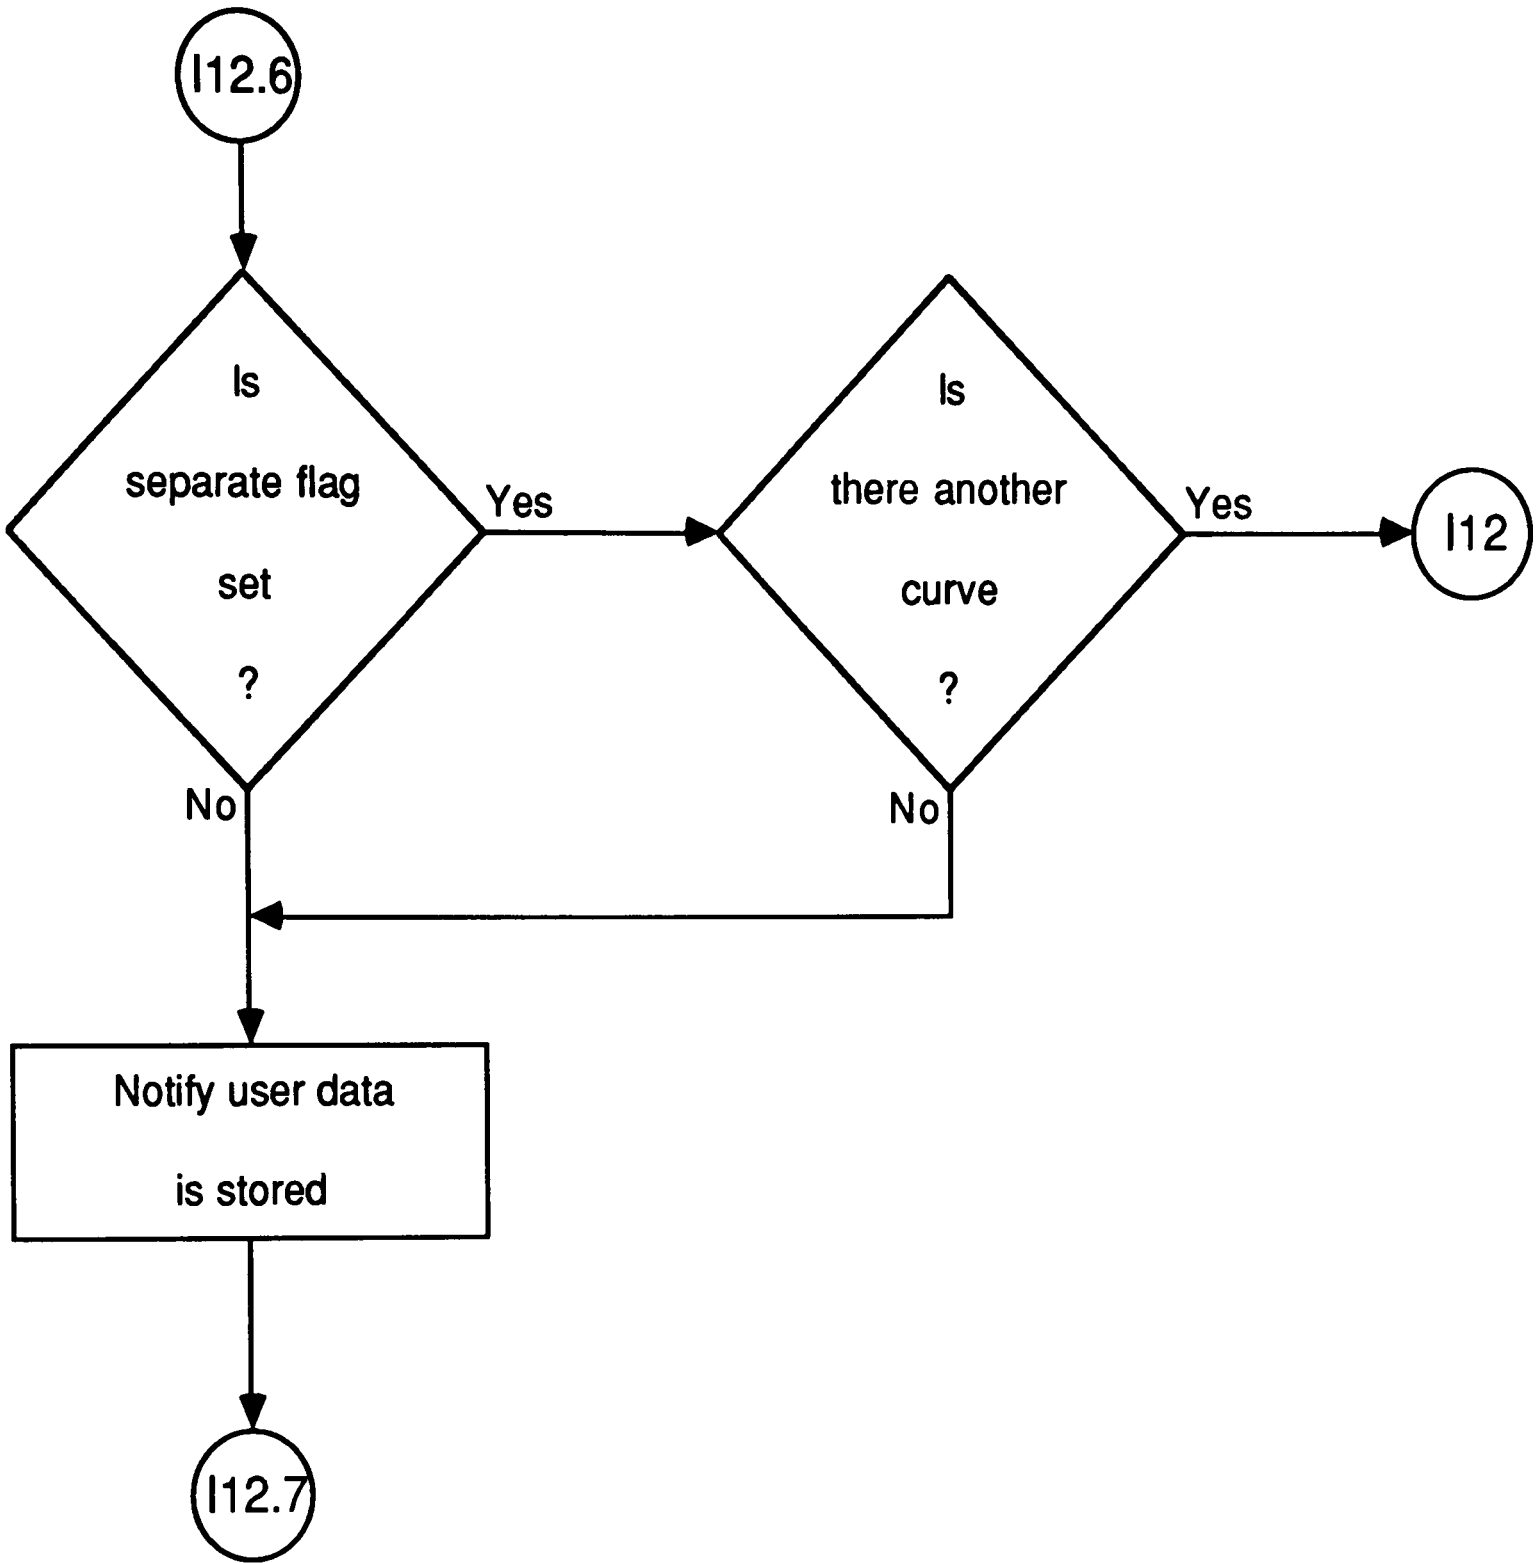 I12.6
Is
separate flag
set
?
Yes
No
Is
there another
curve
?
Yes
No
I12
Notify user data
is stored
I12.7